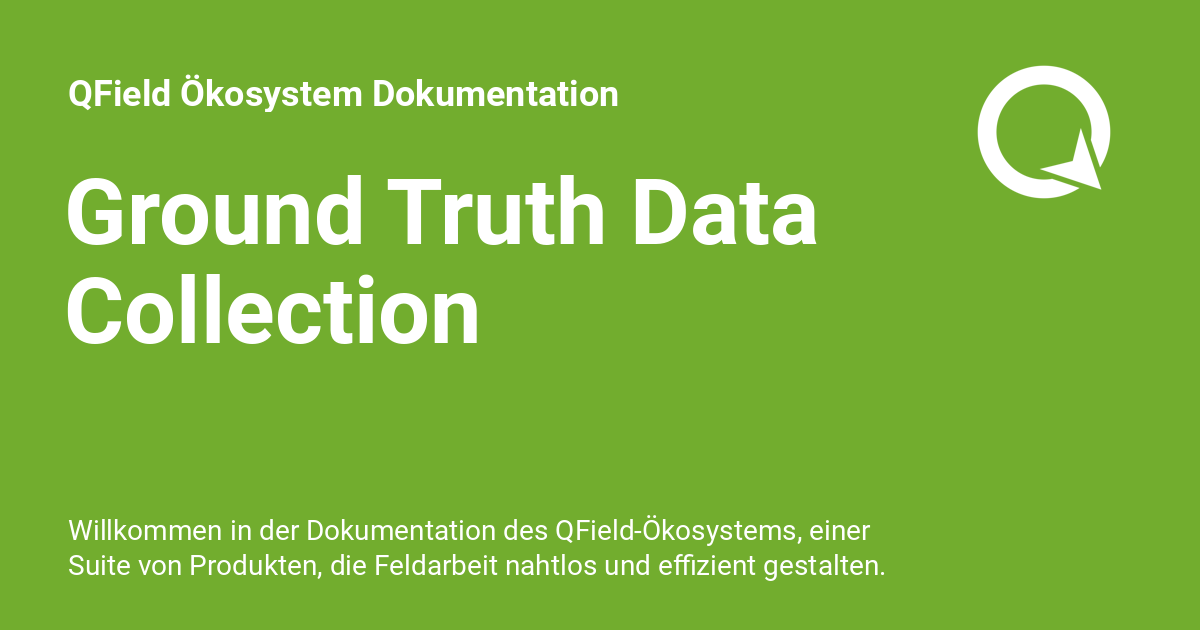 QField Ökosystem Dokumentation
Ground Truth Data
Collection
Willkommen in der Dokumentation des QField-Ökosystems, einer
Suite von Produkten, die Feldarbeit nahtlos und effizient gestalten.